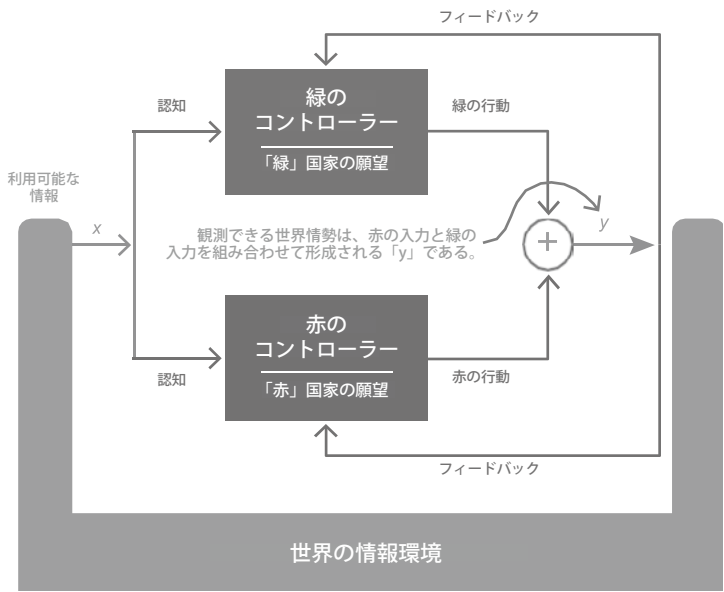 フィードバック
認知
緑の
コントローラー
「緑」国家の願望
緑の行動
利用可能な
情報
x
観測できる世界情勢は、赤の入力と緑の
入力を組み合わせて形成される「y」である。
+
y
赤の
コントローラー
「赤」国家の願望
認知
赤の行動
フィードバック
世界の情報環境